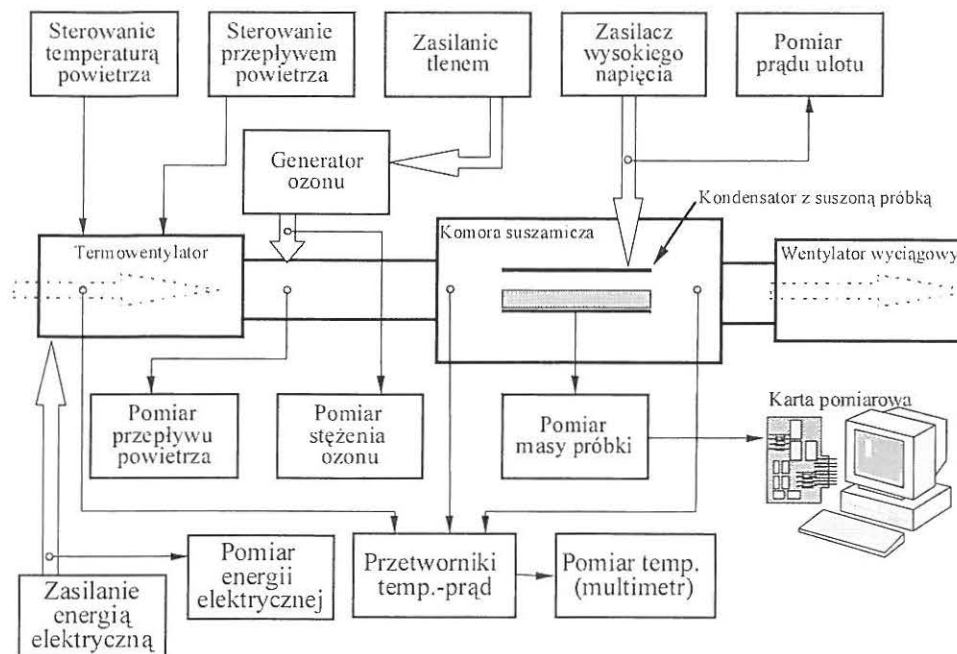 Sterowanie
temperaturą
powietrza
Sterowanie
przepływem
powietrza
Zasilanie
tlenem
Zasilacz
wysokiego
napięcia
Pomiar
prądu ulotu
Generator
ozonu
Kondensator z suszoną próbką
Termowentylator
Komora suszarnicza
Wentylator wyciągowy
Pomiar
przepływu
powietrza
Pomiar
stężenia
ozonu
Pomiar
masy próbki
Karta pomiarowa
Zasilanie
energią
elektryczną
Pomiar
energii
elektrycznej
Przetworniki
temp.-prąd
Pomiar temp.
(multimetr)